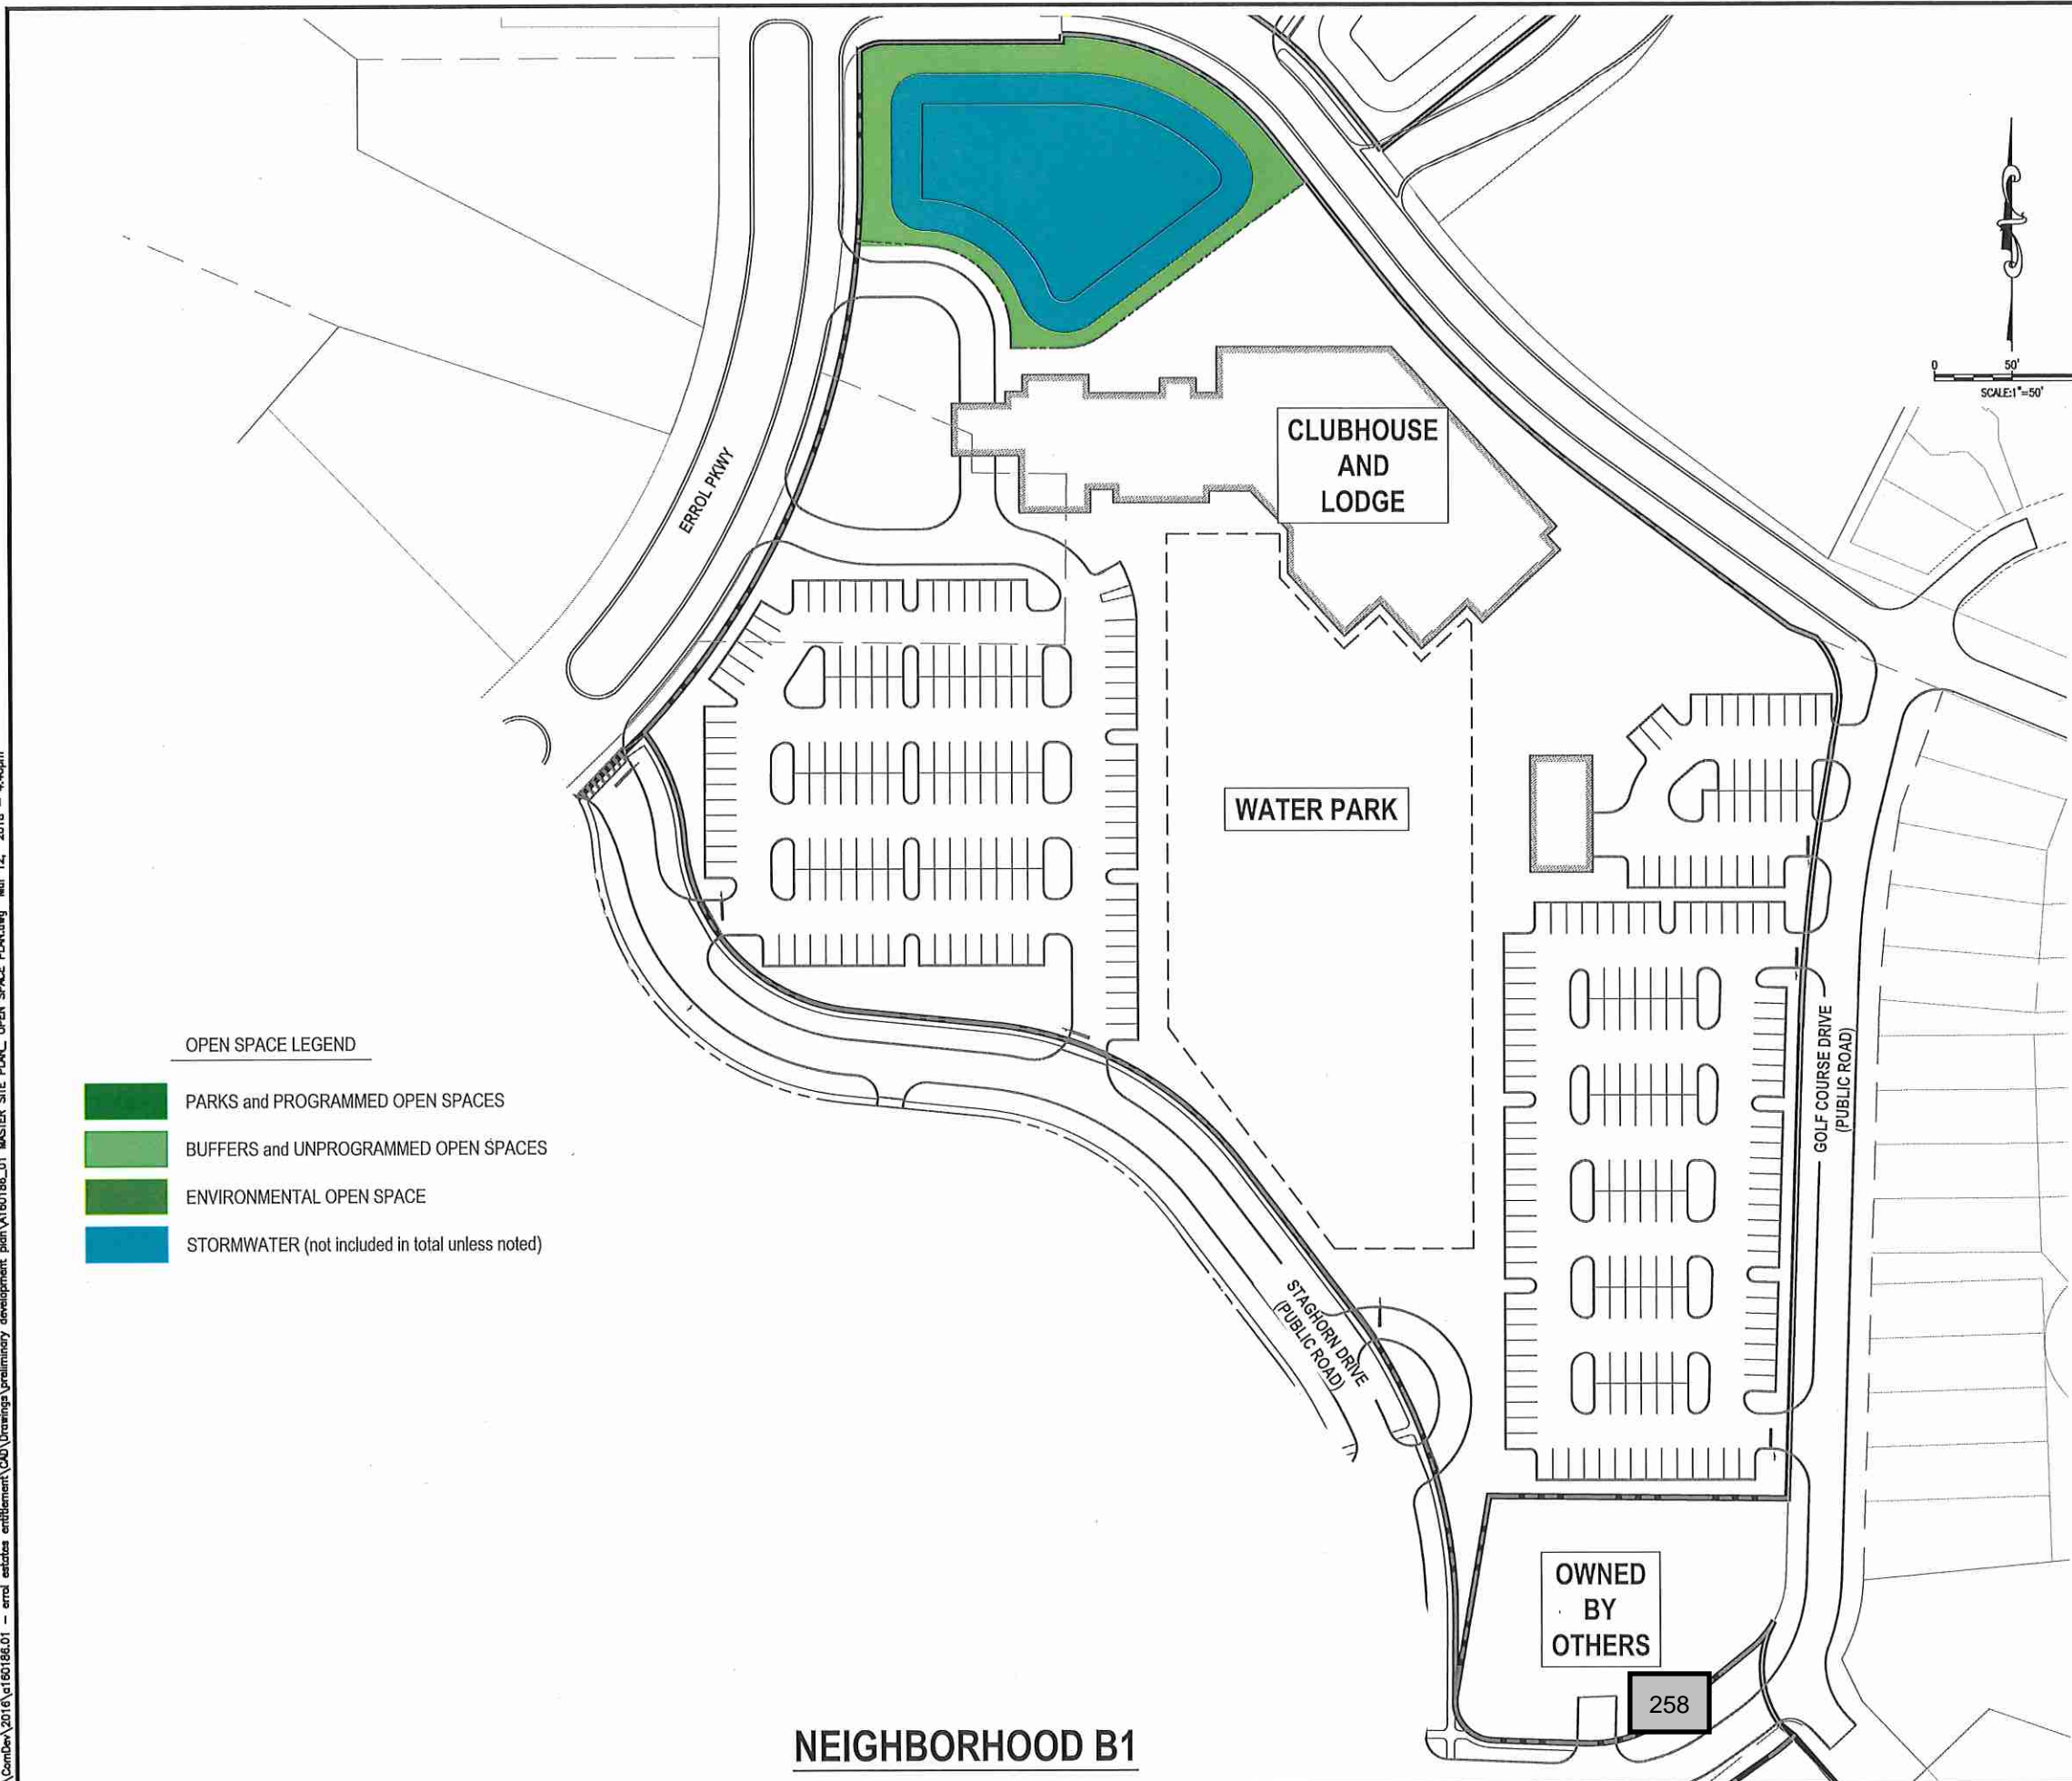 0 50'
SCALE:1"=50'
ERROL PKWY
CLUBHOUSE
AND
LODGE
WATER PARK
OPEN SPACE LEGEND
PARKS and PROGRAMMED OPEN SPACES
BUFFERS and UNPROGRAMMED OPEN SPACES
ENVIRONMENTAL OPEN SPACE
STORMWATER (not included in total unless noted)
GOLF COURSE DRIVE
(PUBLIC ROAD)
STAGHORN DRIVE
(PUBLIC ROAD)
OWNED
BY
OTHERS
258
NEIGHBORHOOD B1